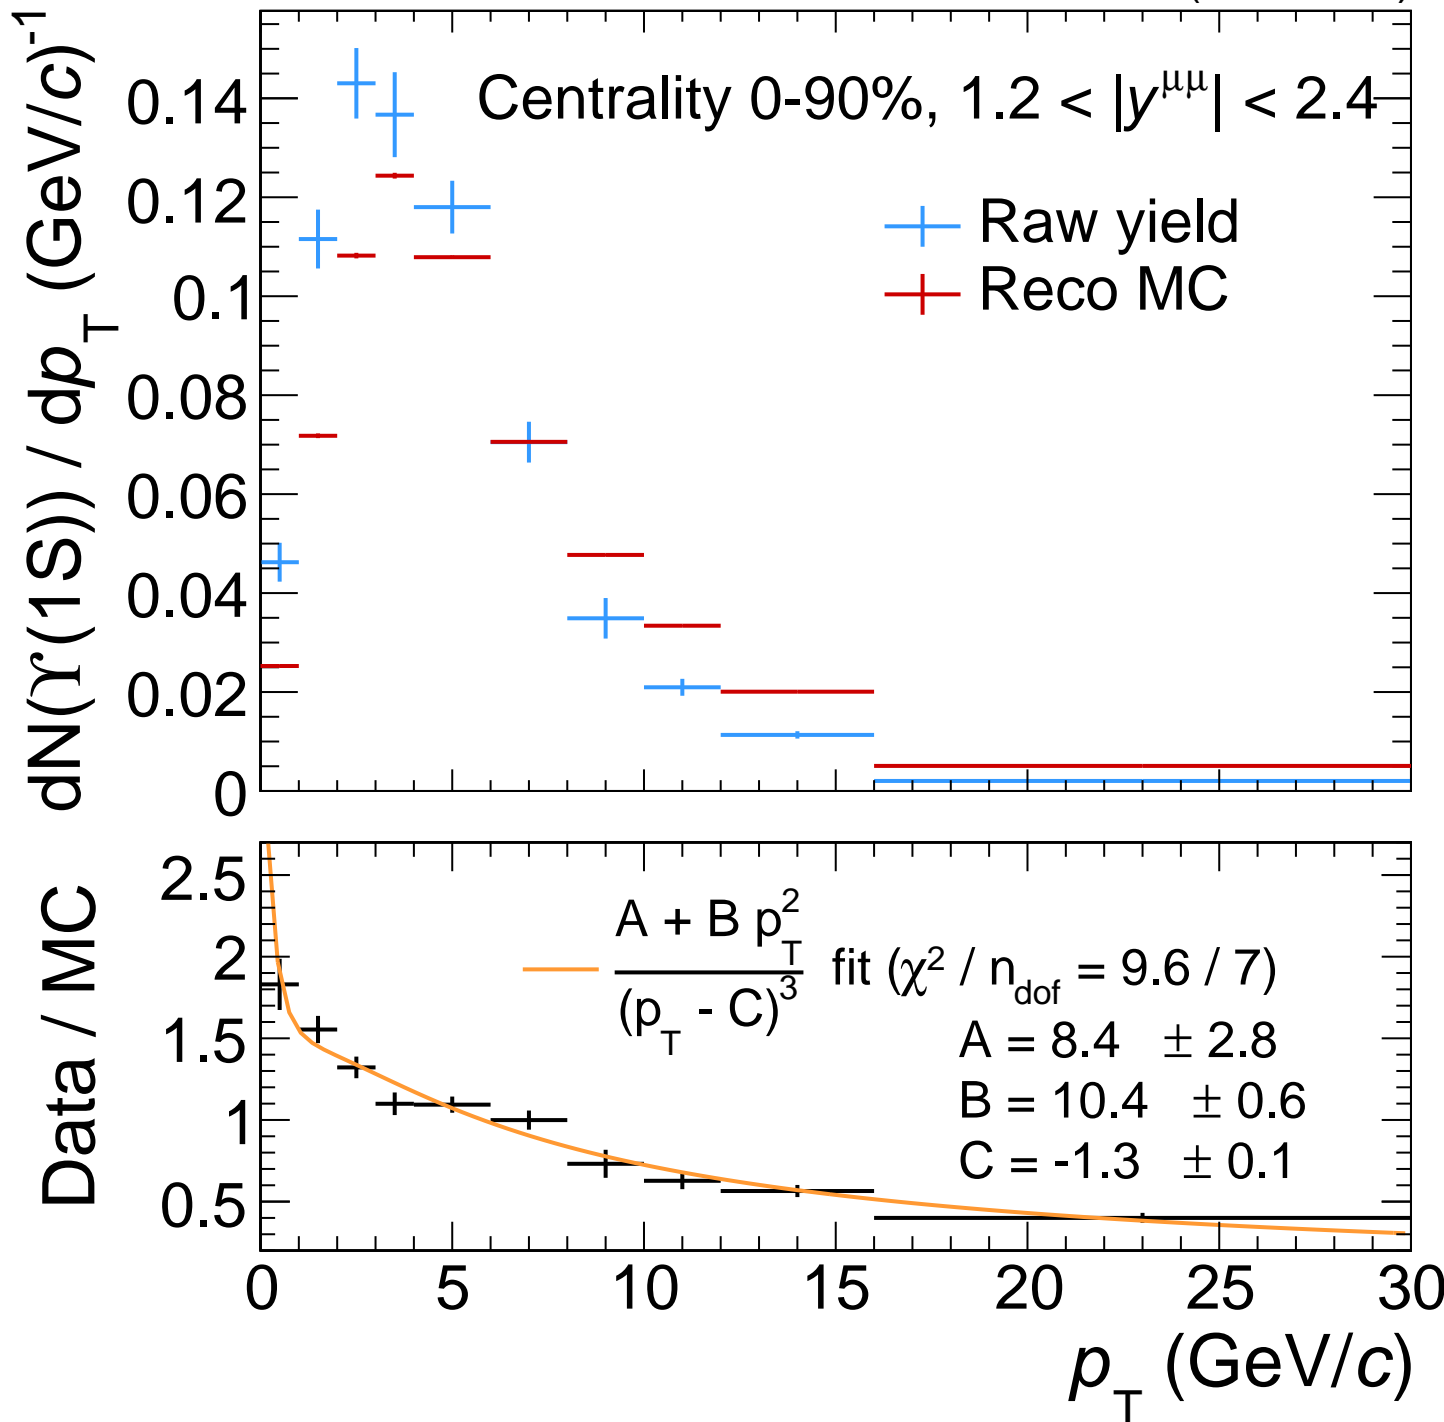 dN(ϒ(1S)) / dp_T (GeV/c)^-1
0.14
0.12
0.1
0.08
0.06
0.04
0.02
0
Centrality 0-90%, 1.2 < |y^μμ| < 2.4
Raw yield
Reco MC
Data / MC
2.5
2
1.5
1
0.5
A + B p_T^2
(p_T - C)^3
fit (χ² / n_dof = 9.6 / 7)
A = 8.4 ± 2.8
B = 10.4 ± 0.6
C = -1.3 ± 0.1
0 5 10 15 20 25 30
p_T (GeV/c)